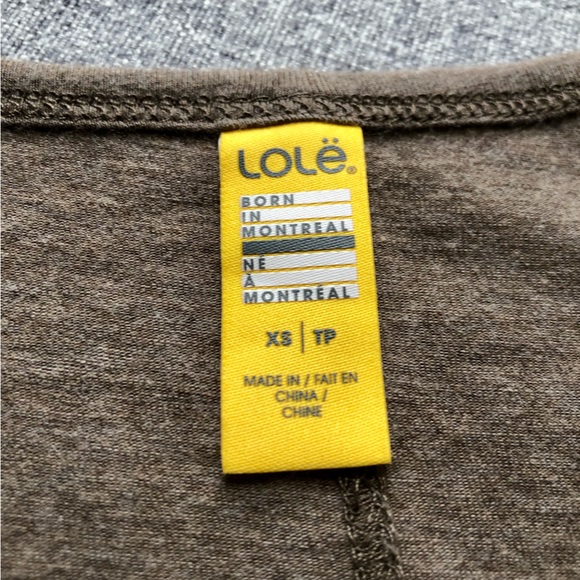 LOLË®
BORN
IN
MONTREAL
NÉ
À
MONTRÉAL
XS | TP
MADE IN / FAIT EN
CHINA /
CHINE